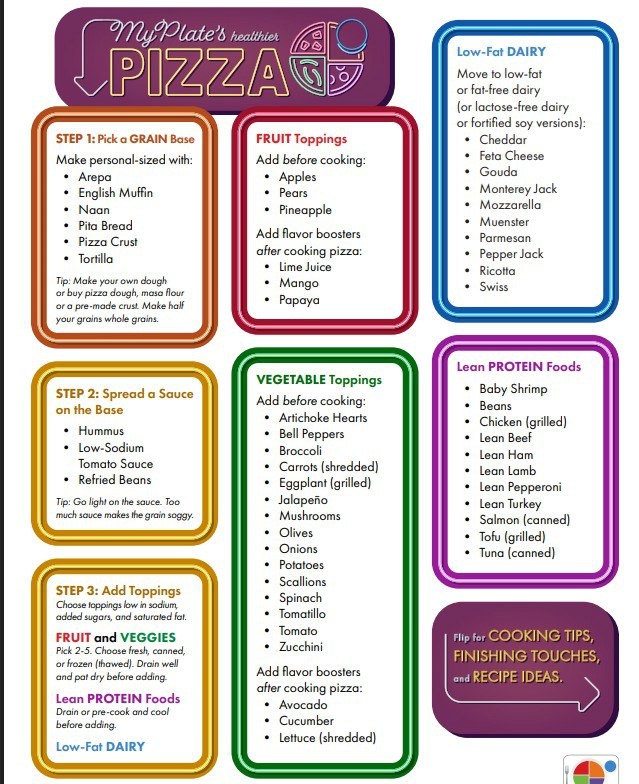 MyPlate's healthier
PIZZA
STEP 1: Pick a GRAIN Base
Make personal-sized with:
• Arepa
• English Muffin
• Naan
• Pita Bread
• Pizza Crust
• Tortilla
Tip: Make your own dough
or buy pizza dough, masa flour
or a pre-made crust. Make half
your grains whole grains.
STEP 2: Spread a Sauce
on the Base
• Hummus
• Low-Sodium
Tomato Sauce
• Refried Beans
Tip: Go light on the sauce. Too
much sauce makes the grain soggy.
STEP 3: Add Toppings
Choose toppings low in sodium,
added sugars, and saturated fat.
FRUIT and VEGGIES
Pick 2-5. Choose fresh, canned,
or frozen (thawed). Drain well
and pat dry before adding.
Lean PROTEIN Foods
Drain or pre-cook and cool
before adding.
Low-Fat DAIRY
FRUIT Toppings
Add before cooking:
• Apples
• Pears
• Pineapple
Add flavor boosters
after cooking pizza:
• Lime Juice
• Mango
• Papaya
VEGETABLE Toppings
Add before cooking:
• Artichoke Hearts
• Bell Peppers
• Broccoli
• Carrots (shredded)
• Eggplant (grilled)
• Jalapeño
• Mushrooms
• Olives
• Onions
• Potatoes
• Scallions
• Spinach
• Tomatillo
• Tomato
• Zucchini
Add flavor boosters
after cooking pizza:
• Avocado
• Cucumber
• Lettuce (shredded)
Low-Fat DAIRY
Move to low-fat
or fat-free dairy
(or lactose-free dairy
or fortified soy versions):
• Cheddar
• Feta Cheese
• Gouda
• Monterey Jack
• Mozzarella
• Muenster
• Parmesan
• Pepper Jack
• Ricotta
• Swiss
Lean PROTEIN Foods
• Baby Shrimp
• Beans
• Chicken (grilled)
• Lean Beef
• Lean Ham
• Lean Lamb
• Lean Pepperoni
• Lean Turkey
• Salmon (canned)
• Tofu (grilled)
• Tuna (canned)
Flip for COOKING TIPS,
FINISHING TOUCHES,
and RECIPE IDEAS.